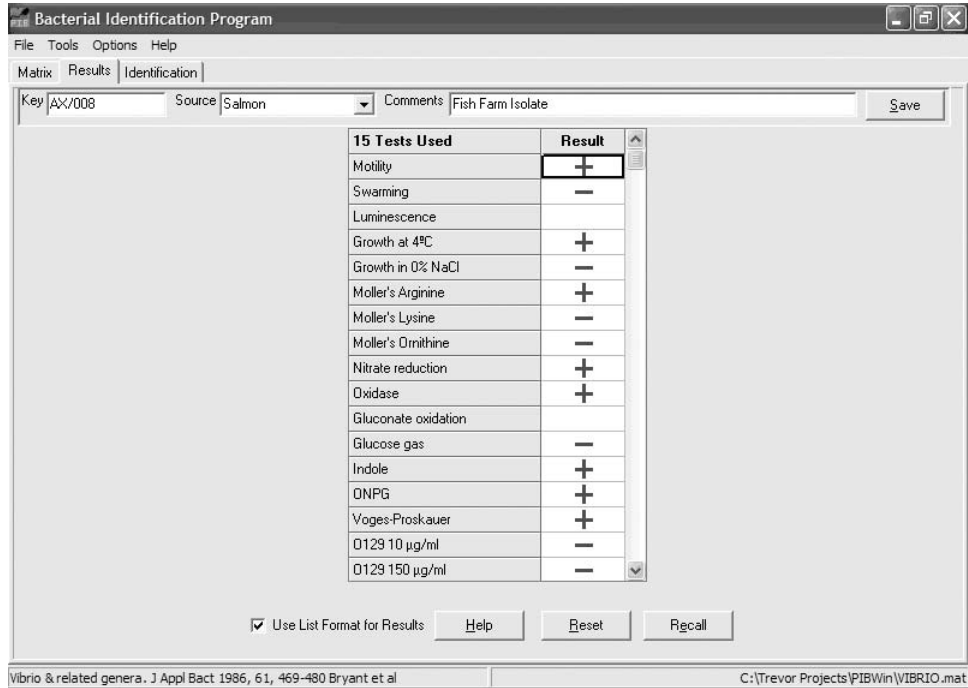 Bacterial Identification Program
File Tools Options Help
Matrix Results Identification
Key AX/008 Source Salmon Comments Fish Farm Isolate Save
15 Tests Used Result
Motility +
Swarming —
Luminescence
Growth at 4ºC +
Growth in 0% NaCl —
Moller's Arginine +
Moller's Lysine —
Moller's Ornithine —
Nitrate reduction +
Oxidase +
Gluconate oxidation
Glucose gas —
Indole +
ONPG +
Voges-Proskauer +
O129 10 µg/ml —
O129 150 µg/ml —
Use List Format for Results Help Reset Recall
Vibrio & related genera. J Appl Bact 1986, 61, 469-480 Bryant et al C:\Trevor Projects\PIBWin\VIBRIO.mat